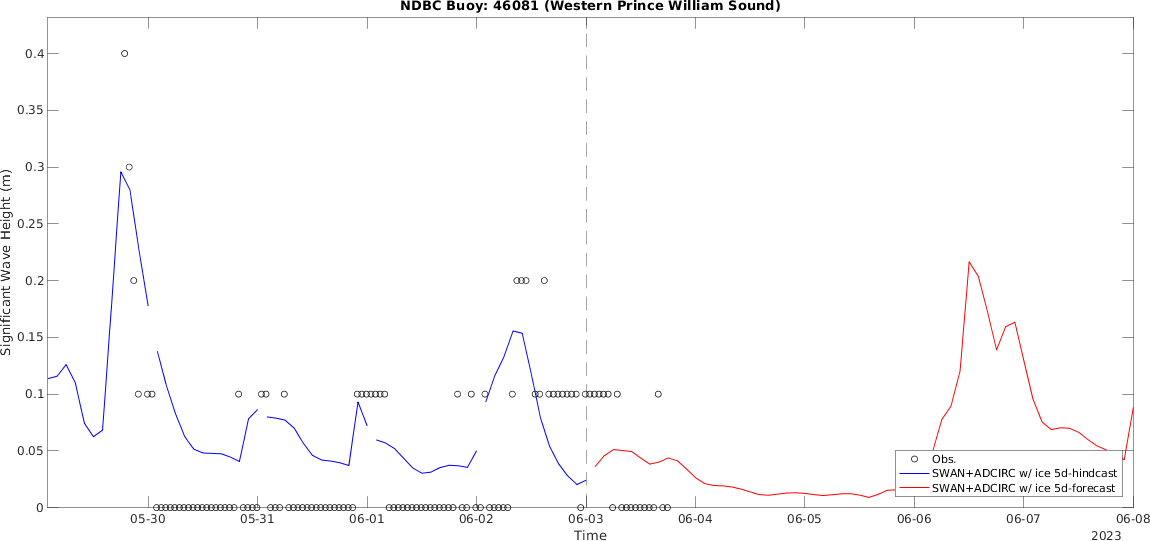 NDBC Buoy: 46081 (Western Prince William Sound)
Significant Wave Height (m)
0.4
0.35
0.3
0.25
0.2
0.15
0.1
0.05
0
Obs.
SWAN+ADCIRC w/ ice 5d-hindcast
SWAN+ADCIRC w/ ice 5d-forecast
05-30 05-31 06-01 06-02 06-03 06-04 06-05 06-06 06-07 06-08
Time
2023